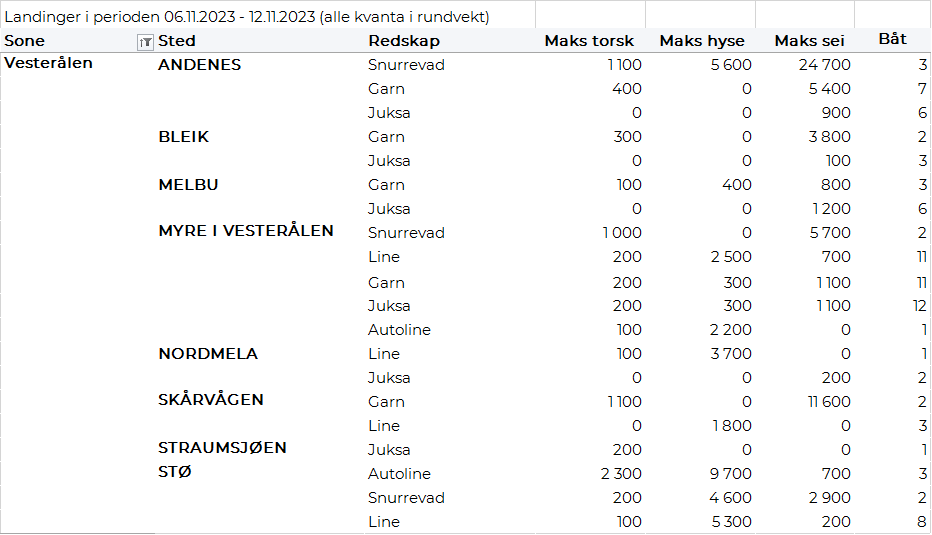 Landinger i perioden 06.11.2023 - 12.11.2023 (alle kvanta i rundvekt)
Sone Sted Redskap Maks torsk Maks hyse Maks sei Båt
Vesterålen ANDENES Snurrevad 1 100 5 600 24 700 3
Garn 400 0 5 400 7
Juksa 0 0 900 6
BLEIK Garn 300 0 3 800 2
Juksa 0 0 100 3
MELBU Garn 100 400 800 3
Juksa 0 0 1 200 6
MYRE I VESTERÅLEN Snurrevad 1 000 0 5 700 2
Line 200 2 500 700 11
Garn 200 300 1 100 11
Juksa 200 300 1 100 12
Autoline 100 2 200 0 1
NORDMELA Line 100 3 700 0 1
Juksa 0 0 200 2
SKÅRVÅGEN Garn 1 100 0 11 600 2
Line 0 1 800 0 3
STRAUMSJØEN Juksa 200 0 0 1
STØ Autoline 2 300 9 700 700 3
Snurrevad 200 4 600 2 900 2
Line 100 5 300 200 8